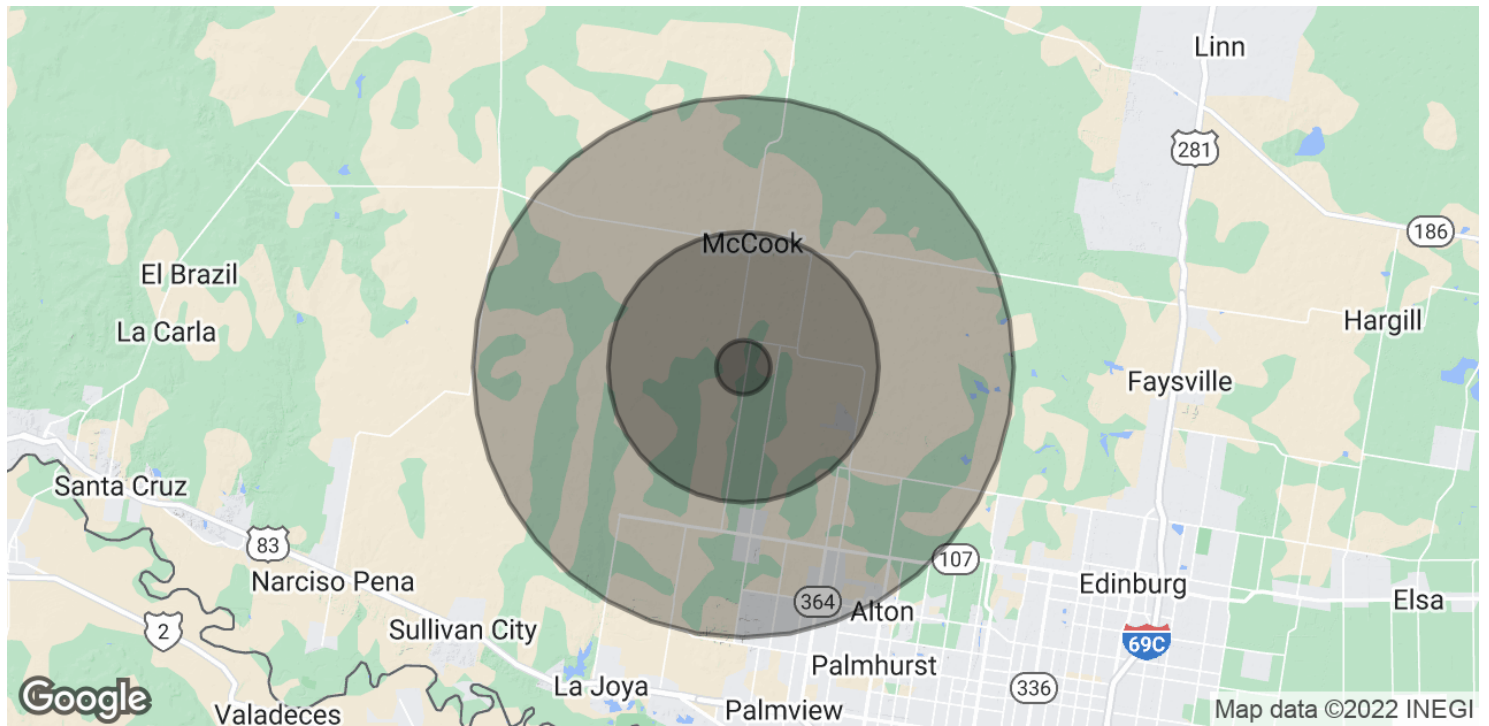 Linn
281
186
McCook
El Brazil
Hargill
La Carla
Faysville
Santa Cruz
83
107
Narciso Pena
Edinburg
364
Elsa
Alton
2
Sullivan City
69C
Palmhurst
La Joya
336
Google
Valadeces
Palmview
Map data ©2022 INEGI